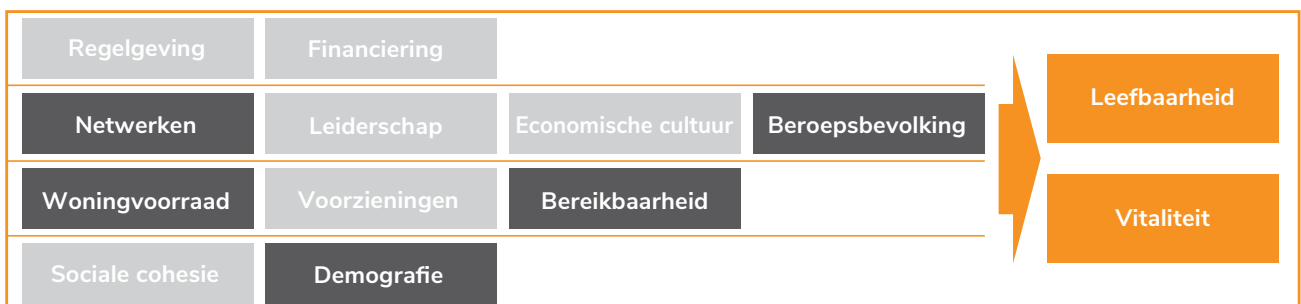 Regelgeving Financiering
Netwerken Leiderschap Economische cultuur Beroepsbevolking
Woningvoorraad Voorzieningen Bereikbaarheid
Sociale cohesie Demografie
Leefbaarheid
Vitaliteit